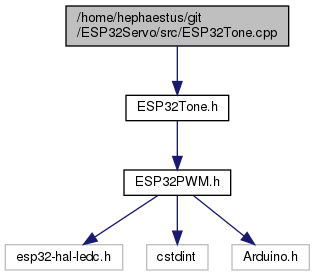 /home/hephaestus/git
/ESP32Servo/src/ESP32Tone.cpp
ESP32Tone.h
ESP32PWM.h
esp32-hal-ledc.h
cstdint
Arduino.h